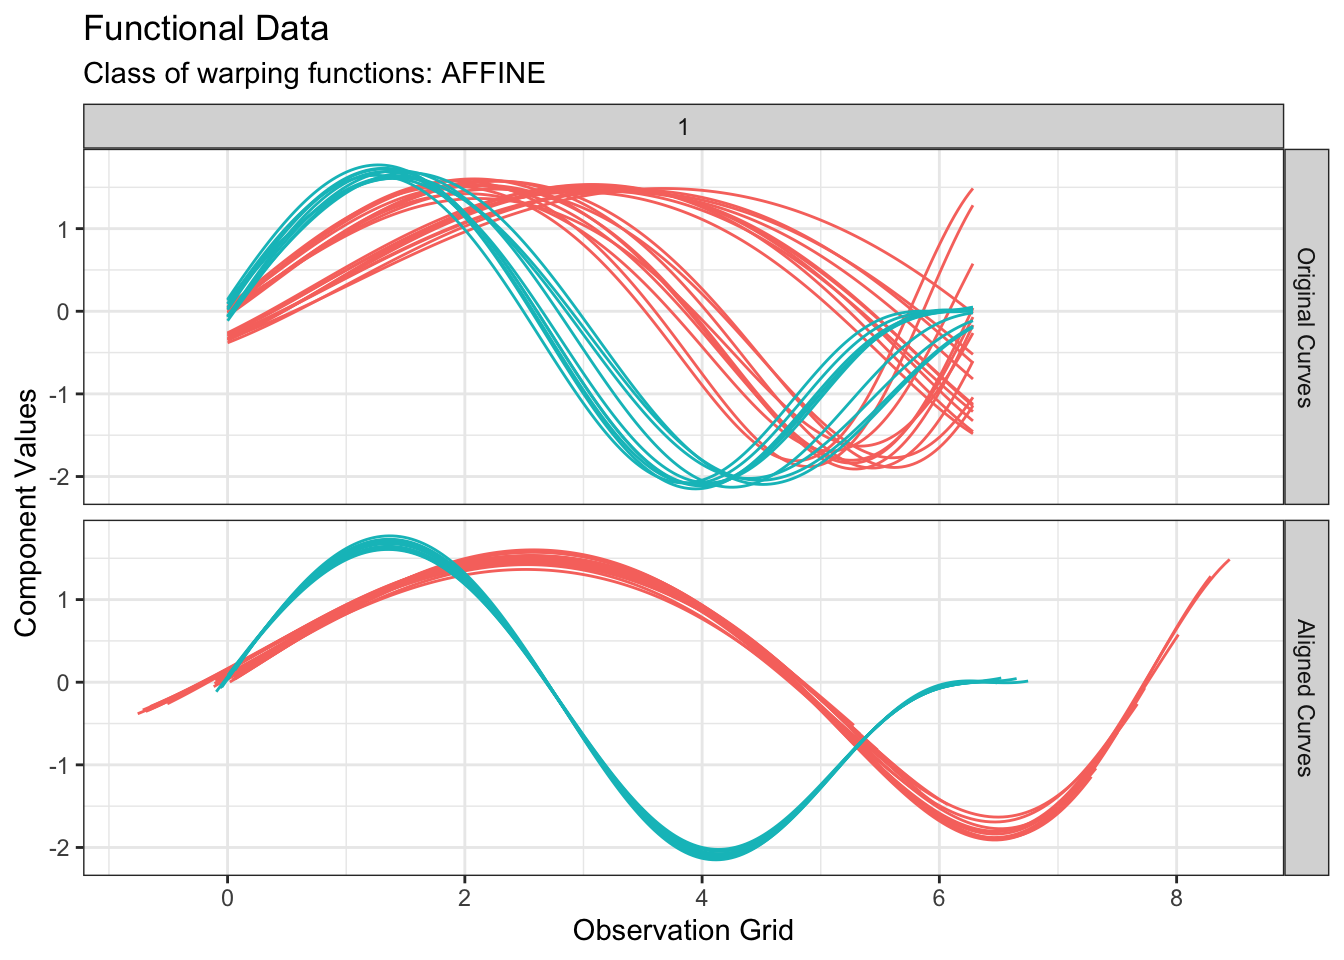 Functional Data
Class of warping functions: AFFINE
1
Component Values
1
0
-1
-2
Original Curves
1
0
-1
-2
Aligned Curves
0 2 4 6 8
Observation Grid